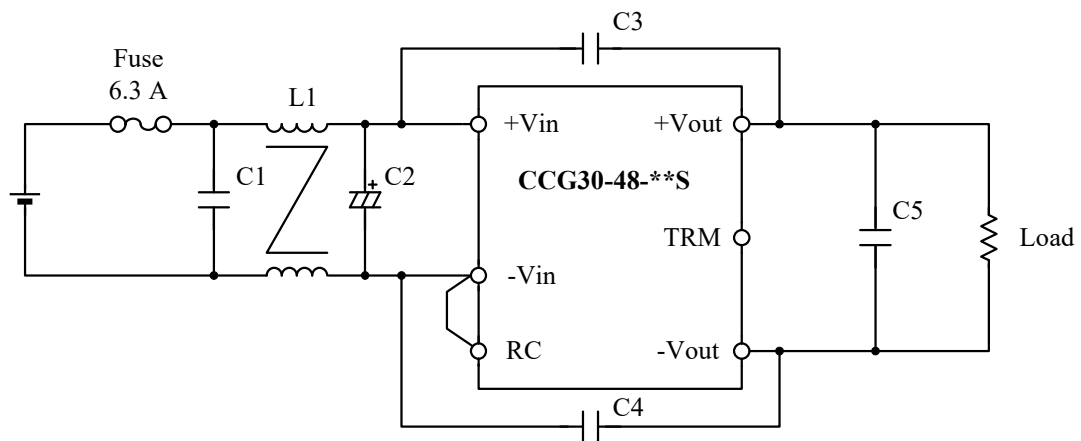 C3
Fuse
6.3 A
L1
+Vin
+Vout
C1
C2
+
CCG30-48-**S
C5
TRM
Load
-Vin
RC
-Vout
C4